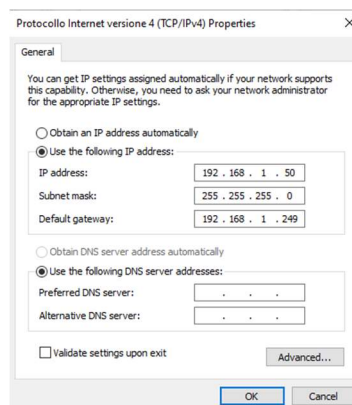 Protocollo Internet versione 4 (TCP/IPv4) Properties
General
You can get IP settings assigned automatically if your network supports
this capability. Otherwise, you need to ask your network administrator
for the appropriate IP settings.
Obtain an IP address automatically
Use the following IP address:
IP address: 192 . 168 . 1 . 50
Subnet mask: 255 . 255 . 255 . 0
Default gateway: 192 . 168 . 1 . 249
Obtain DNS server address automatically
Use the following DNS server addresses:
Preferred DNS server: . . .
Alternative DNS server: . . .
Validate settings upon exit
Advanced...
OK Cancel